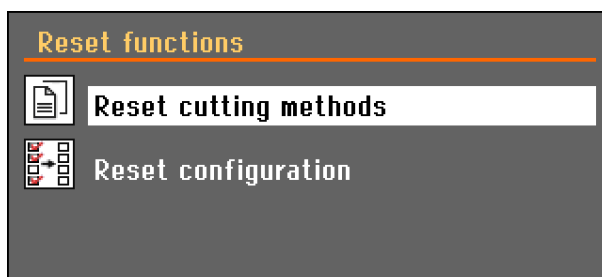 Reset functions
Reset cutting methods
Reset configuration